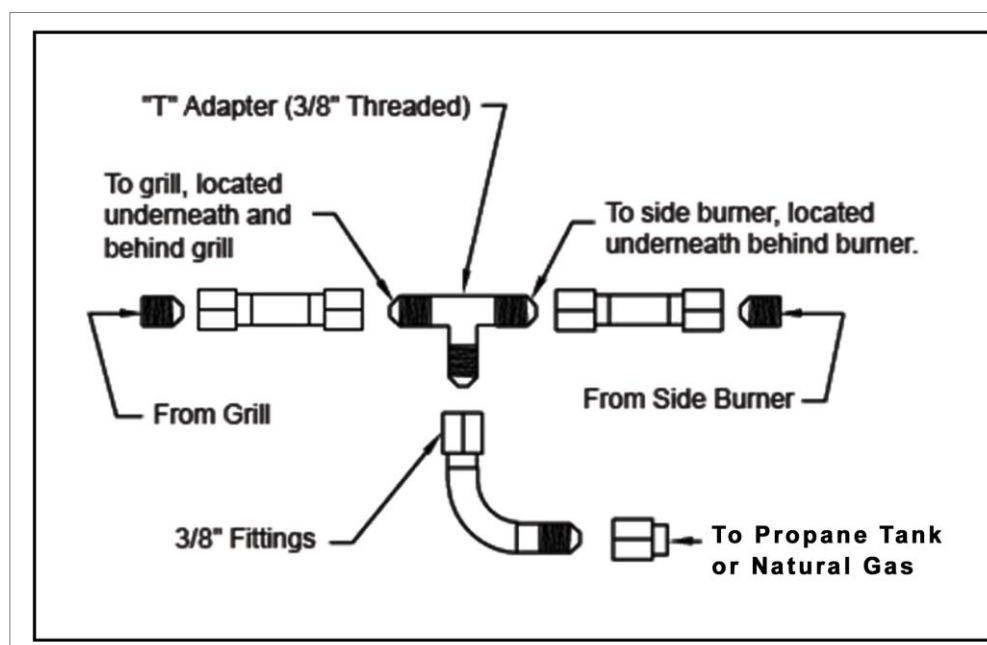 "T" Adapter (3/8" Threaded)
To grill, located
underneath and
behind grill
To side burner, located
underneath behind burner.
From Grill
From Side Burner
3/8" Fittings
To Propane Tank
or Natural Gas